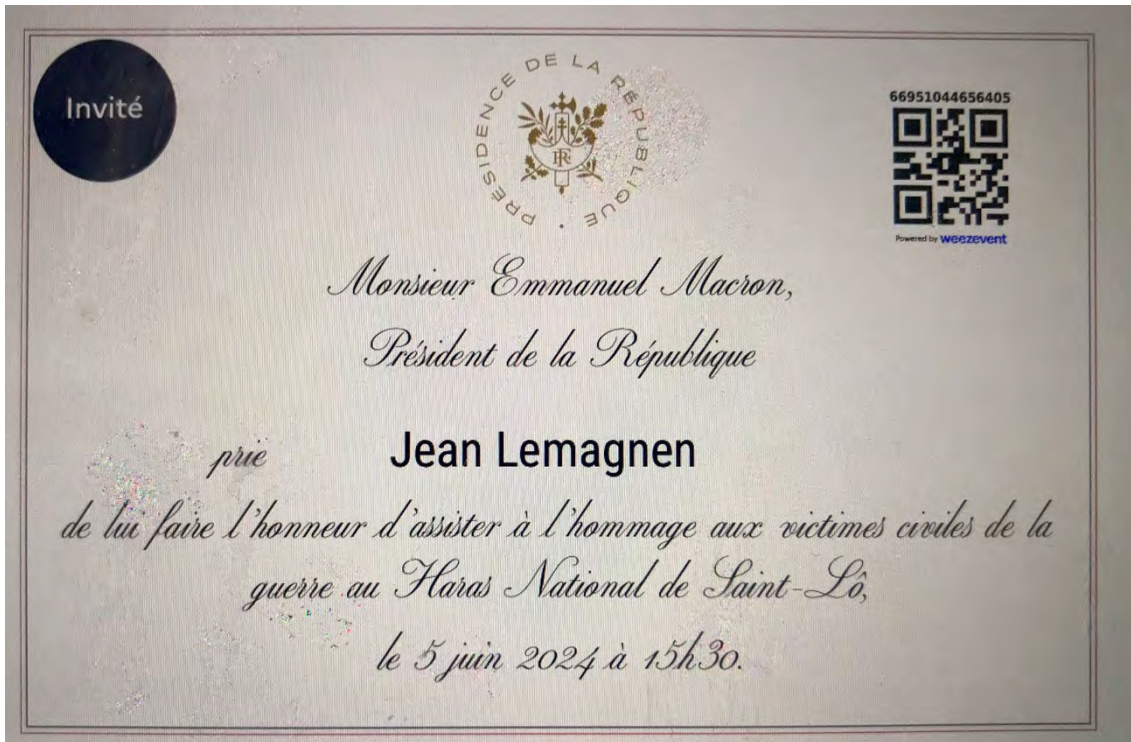 Invité
PRÉSIDENCE DE LA RÉPUBLIQUE
RF
66951044656405
Powered by weezevent
Monsieur Emmanuel Macron,
Président de la République
prie Jean Lemagnen
de lui faire l'honneur d'assister à l'hommage aux victimes civiles de la
guerre au Haras National de Saint-Lô,
le 5 juin 2024 à 15h30.